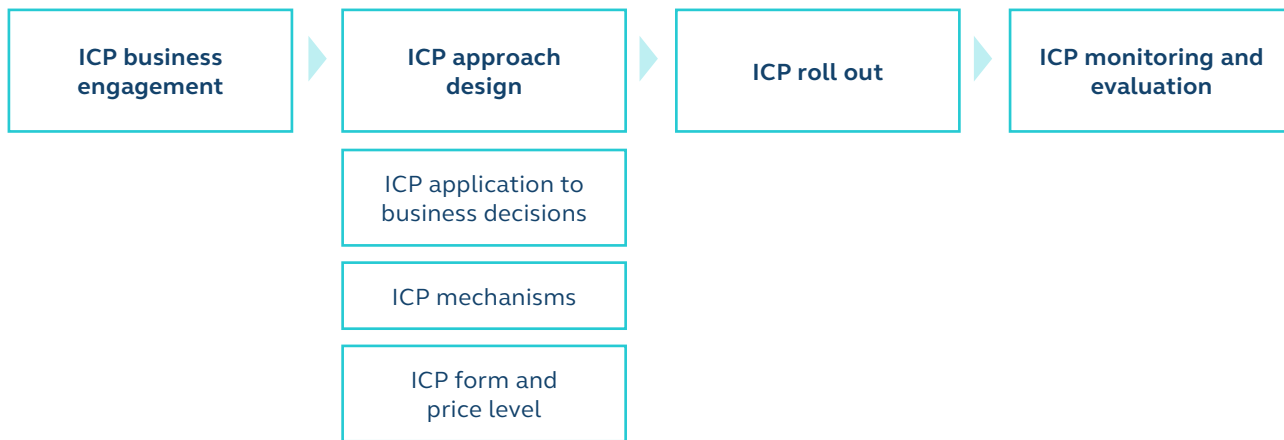 ICP business
engagement
ICP approach
design
ICP roll out
ICP monitoring and
evaluation
ICP application to
business decisions
ICP mechanisms
ICP form and
price level